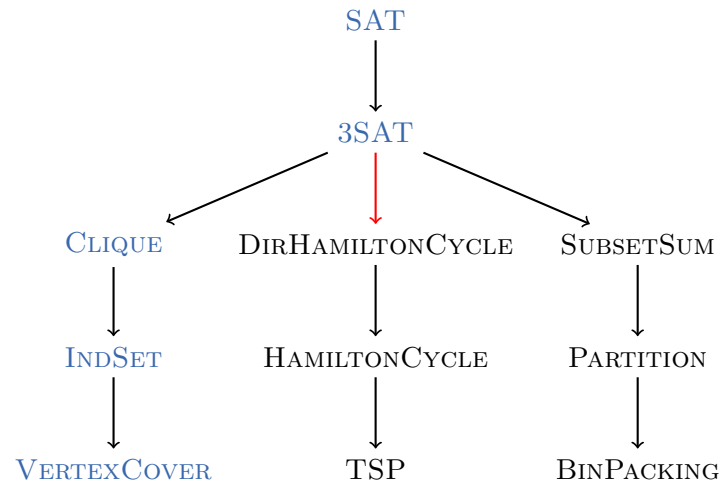 SAT
3SAT
CLIQUE DIRHAMILTONCYCLE SUBSETSUM
INDSET HAMILTONCYCLE PARTITION
VERTEXCOVER TSP BINPACKING